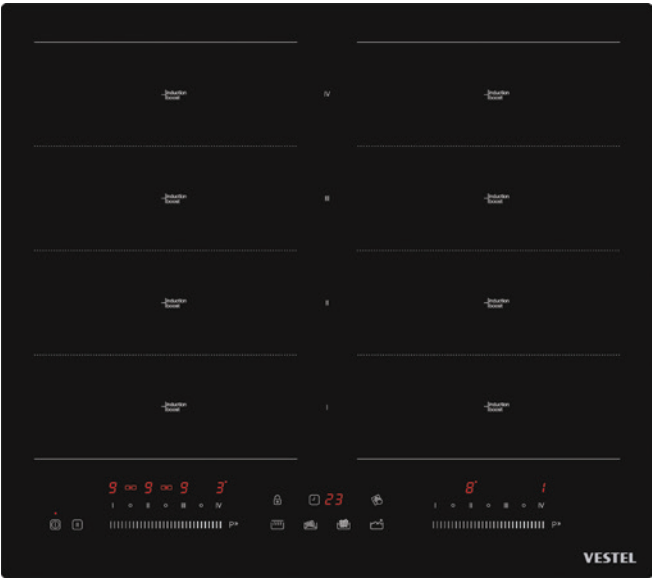 Induction Boost Induction Boost
IV
Induction Boost Induction Boost
III
Induction Boost Induction Boost
II
Induction Boost Induction Boost
I
9 9 9 3 8 1
23
I II III IV I II III IV
P P
VESTEL